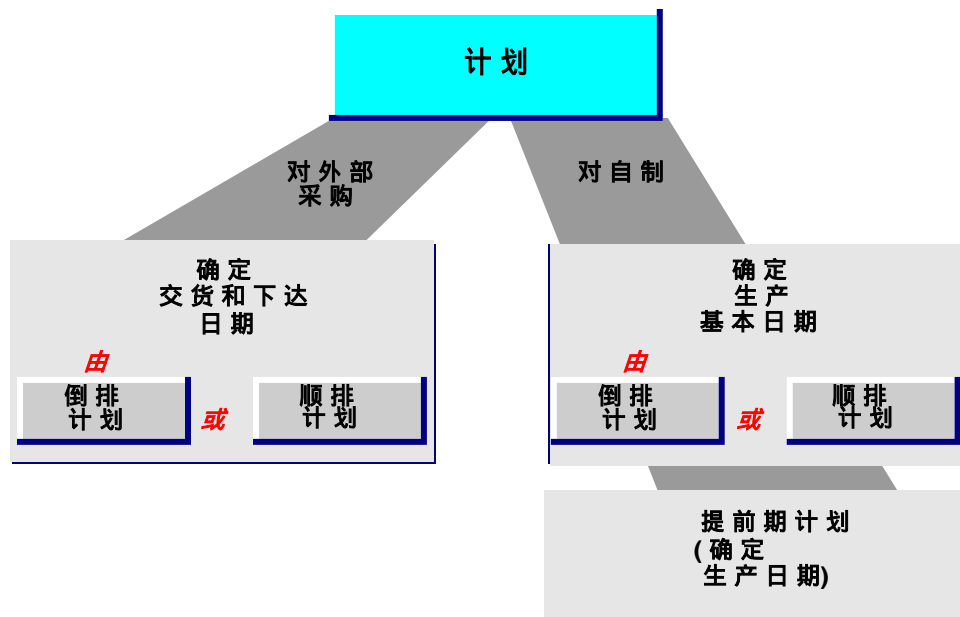 计划
对外部
采购
对自制
确定
交货和下达
日期
由
倒排
计划
或
顺排
计划
确定
生产
基本日期
由
倒排
计划
或
顺排
计划
提前期计划
(确定
生产日期)